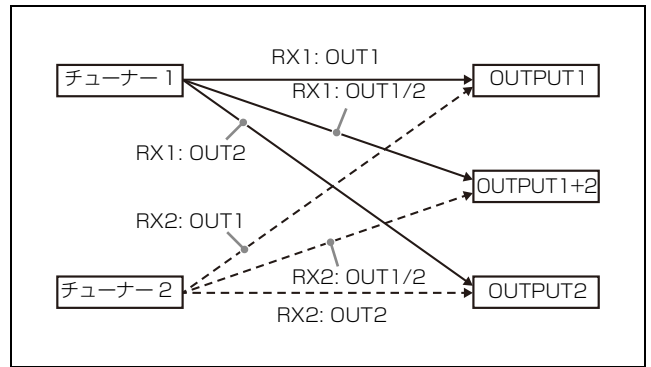 RX1: OUT1
チューナー 1
OUTPUT1
RX1: OUT1/2
RX1: OUT2
OUTPUT1+2
RX2: OUT1
RX2: OUT1/2
チューナー 2
OUTPUT2
RX2: OUT2